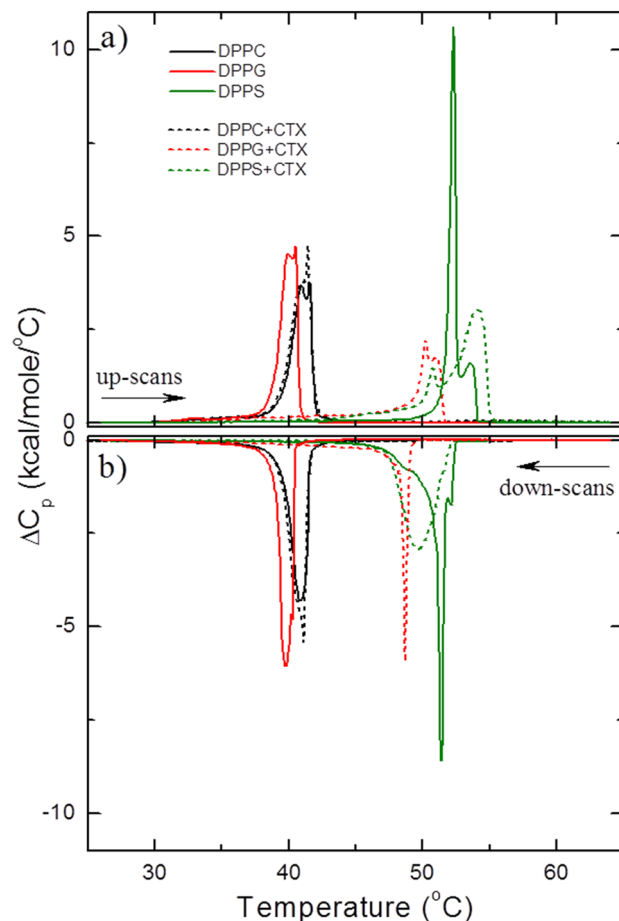 a)
10
DPPC
DPPG
DPPS
DPPC+CTX
DPPG+CTX
DPPS+CTX
5
up-scans
0
0
b)
down-scans
ΔCp (kcal/mole/°C)
-5
-10
30 40 50 60
Temperature (°C)